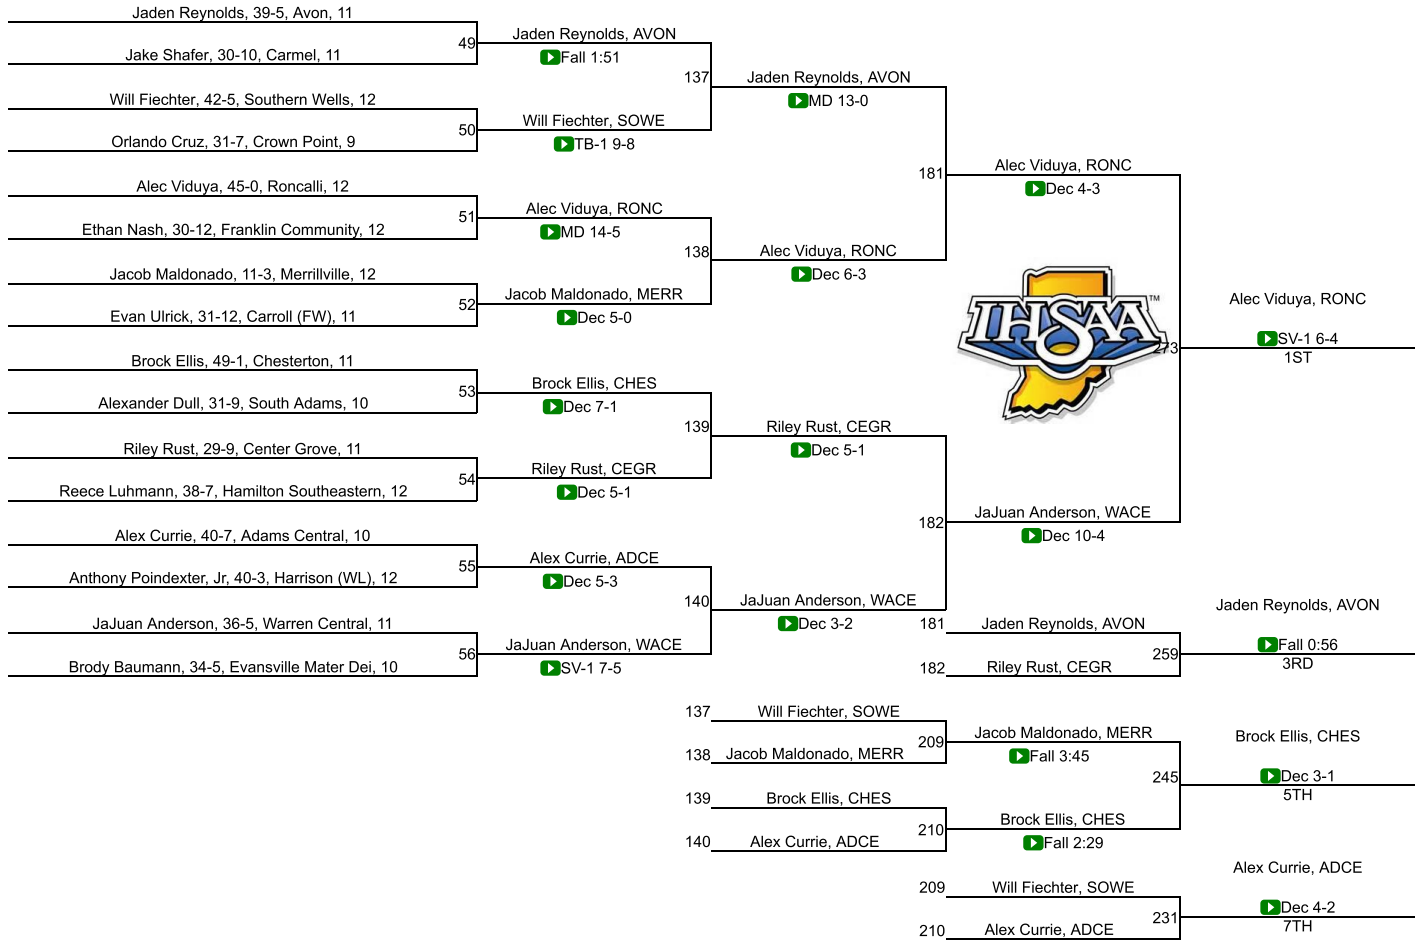 Jaden Reynolds, 39-5, Avon, 11
49
Jake Shafer, 30-10, Carmel, 11
Jaden Reynolds, AVON
Fall 1:51
137
Will Fiechter, 42-5, Southern Wells, 12
50
Orlando Cruz, 31-7, Crown Point, 9
Will Fiechter, SOWE
TB-1 9-8
Jaden Reynolds, AVON
MD 13-0
181
Alec Viduya, 45-0, Roncalli, 12
51
Ethan Nash, 30-12, Franklin Community, 12
Alec Viduya, RONC
MD 14-5
138
Jacob Maldonado, 11-3, Merrillville, 12
52
Evan Ulrick, 31-12, Carroll (FW), 11
Jacob Maldonado, MERR
Dec 5-0
Alec Viduya, RONC
Dec 6-3
Alec Viduya, RONC
Dec 4-3
IHSAA
TM
273
Alec Viduya, RONC
SV-1 6-4
1ST
Brock Ellis, 49-1, Chesterton, 11
53
Alexander Dull, 31-9, South Adams, 10
Brock Ellis, CHES
Dec 7-1
139
Riley Rust, 29-9, Center Grove, 11
54
Reece Luhmann, 38-7, Hamilton Southeastern, 12
Riley Rust, CEGR
Dec 5-1
Riley Rust, CEGR
Dec 5-1
182
Alex Currie, 40-7, Adams Central, 10
55
Anthony Poindexter, Jr, 40-3, Harrison (WL), 12
Alex Currie, ADCE
Dec 5-3
140
JaJuan Anderson, 36-5, Warren Central, 11
56
Brody Baumann, 34-5, Evansville Mater Dei, 10
JaJuan Anderson, WACE
SV-1 7-5
JaJuan Anderson, WACE
Dec 3-2
JaJuan Anderson, WACE
Dec 10-4
181
Jaden Reynolds, AVON
259
182
Riley Rust, CEGR
Jaden Reynolds, AVON
Fall 0:56
3RD
137
Will Fiechter, SOWE
209
138
Jacob Maldonado, MERR
Jacob Maldonado, MERR
Fall 3:45
245
139
Brock Ellis, CHES
210
140
Alex Currie, ADCE
Brock Ellis, CHES
Fall 2:29
Brock Ellis, CHES
Dec 3-1
5TH
209
Will Fiechter, SOWE
231
210
Alex Currie, ADCE
Alex Currie, ADCE
Dec 4-2
7TH